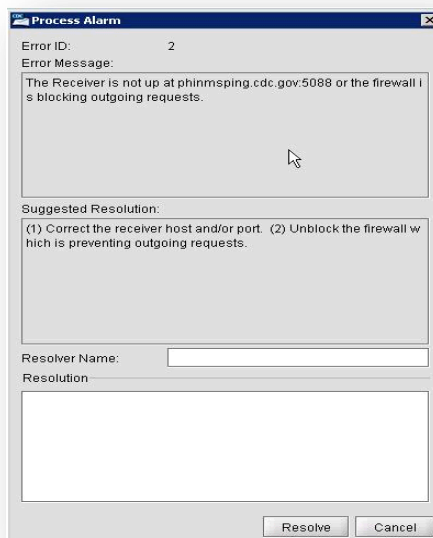 CDC Process Alarm
Error ID: 2
Error Message:
The Receiver is not up at phinmsping.cdc.gov:5088 or the firewall i
s blocking outgoing requests.
Suggested Resolution:
(1) Correct the receiver host and/or port. (2) Unblock the firewall w
hich is preventing outgoing requests.
Resolver Name:
Resolution
Resolve Cancel